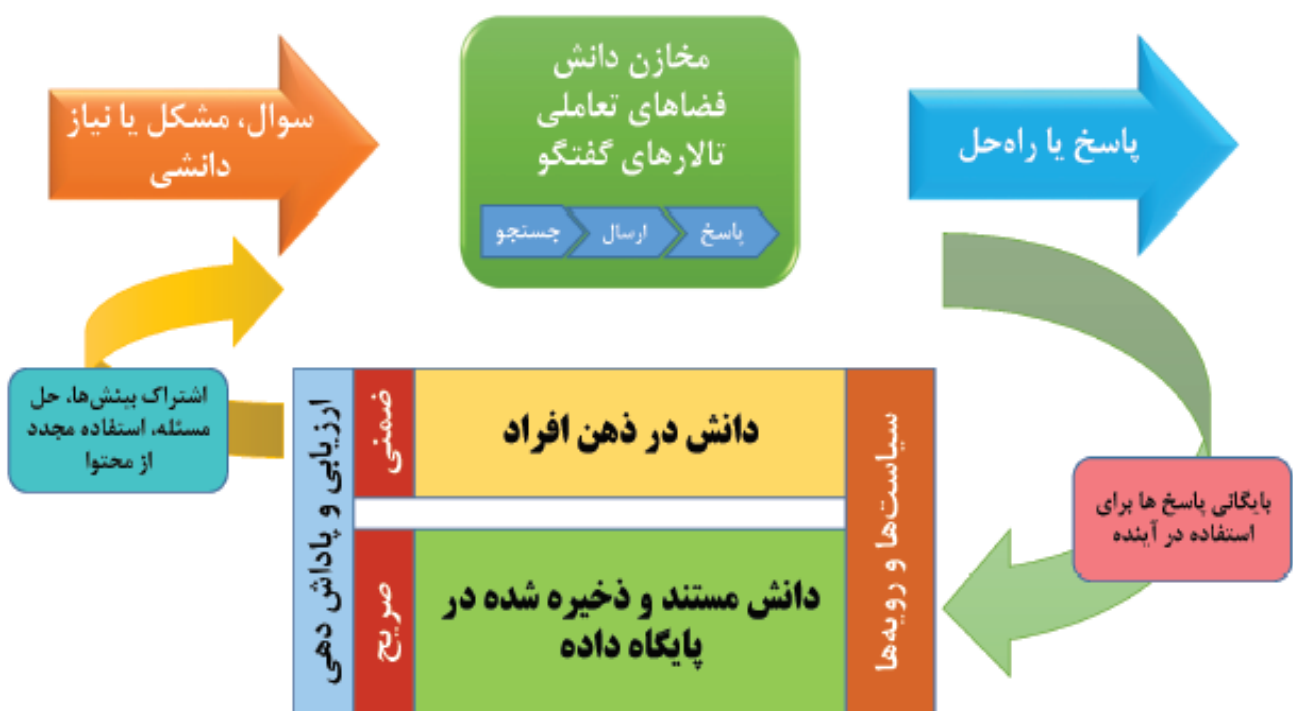 سوال، مشکل یا نیاز
دانشی
مخازن دانش
فضاهای تعاملی
تالارهای گفتگو
جستجو
ارسال
پاسخ
پاسخ یا راه‌حل
اشتراک بینش‌ها، حل
مسئله، استفاده مجدد
از محتوا
ارزیابی و پاداش دهی
ضمنی
دانش در ذهن افراد
صریح
دانش مستند و ذخیره شده در
پایگاه داده
سیاست‌ها و رویه‌ها
بایگانی پاسخ ها برای
استفاده در آینده